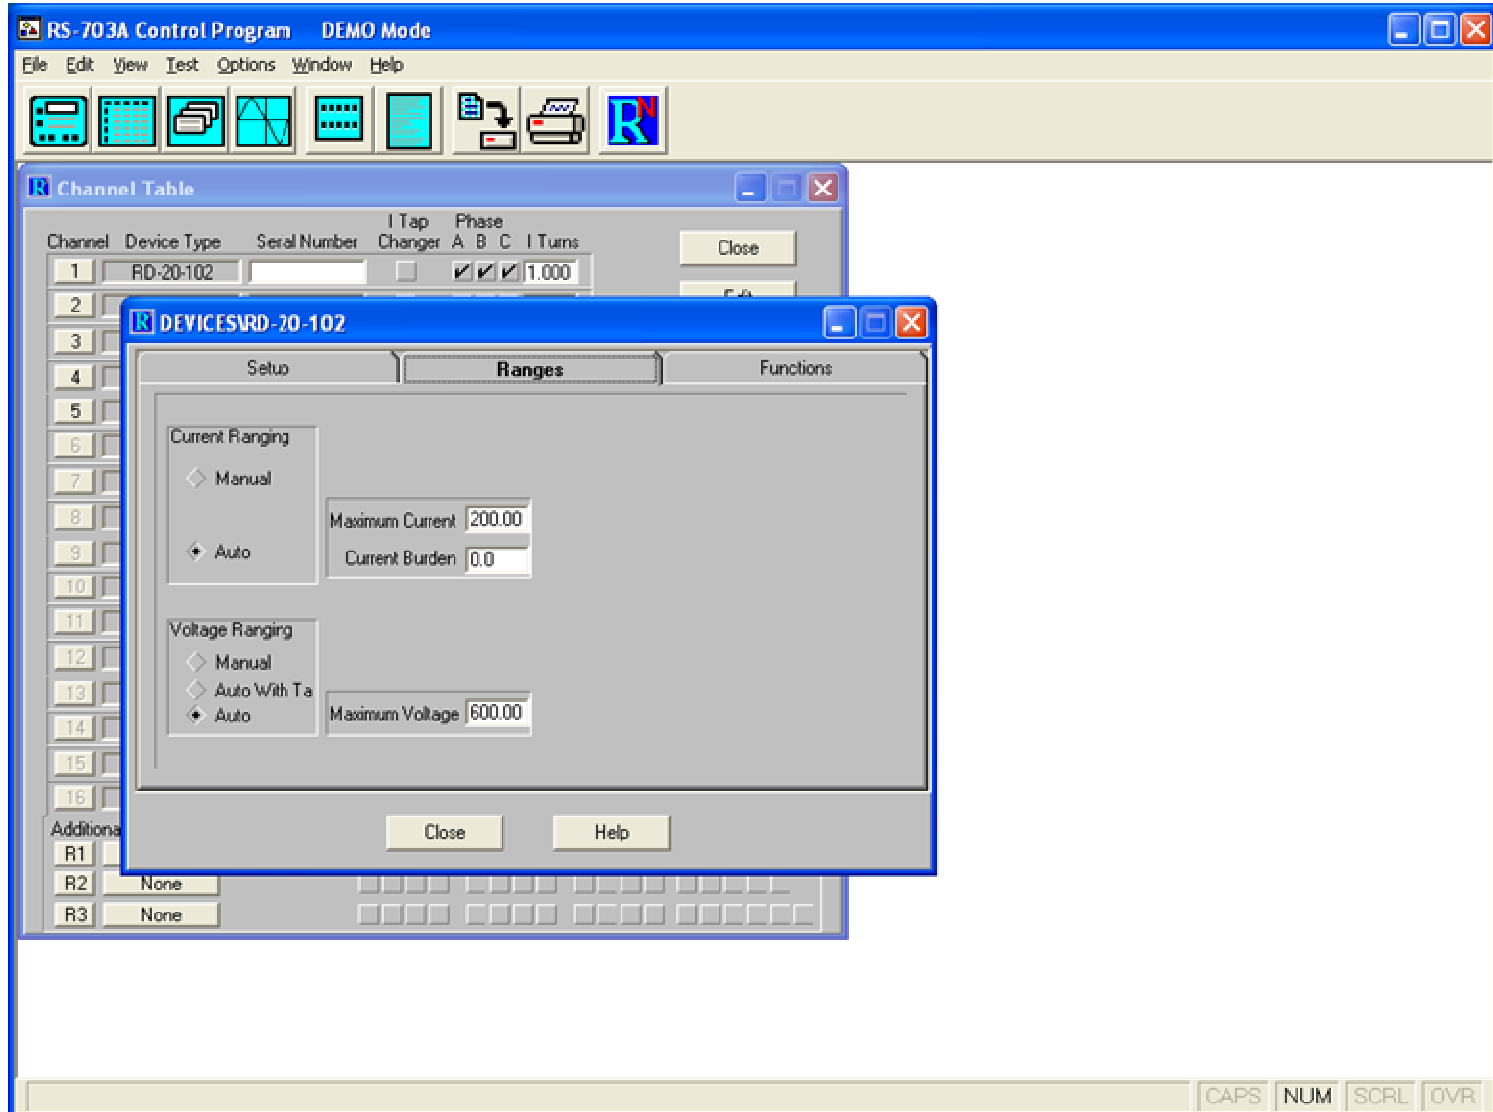 RS-703A Control Program DEMO Mode
File Edit View Test Options Window Help
R N
Channel Table
I Tap Phase
Channel Device Type Seral Number Changer A B C I Turns
Close
1 RD-20-102 1.000
2
DEVICES\RD-20-102
3
Setup Ranges Functions
4
5
Current Ranging
6
Manual
7
8
Maximum Current 200.00
9
Auto
Current Burden 0.0
10
11
Voltage Ranging
12
Manual
13
Auto With Ta
14
Auto
Maximum Voltage 600.00
15
16
Close Help
Additiona
R1
R2 None
R3 None
CAPS NUM SCRL OVR